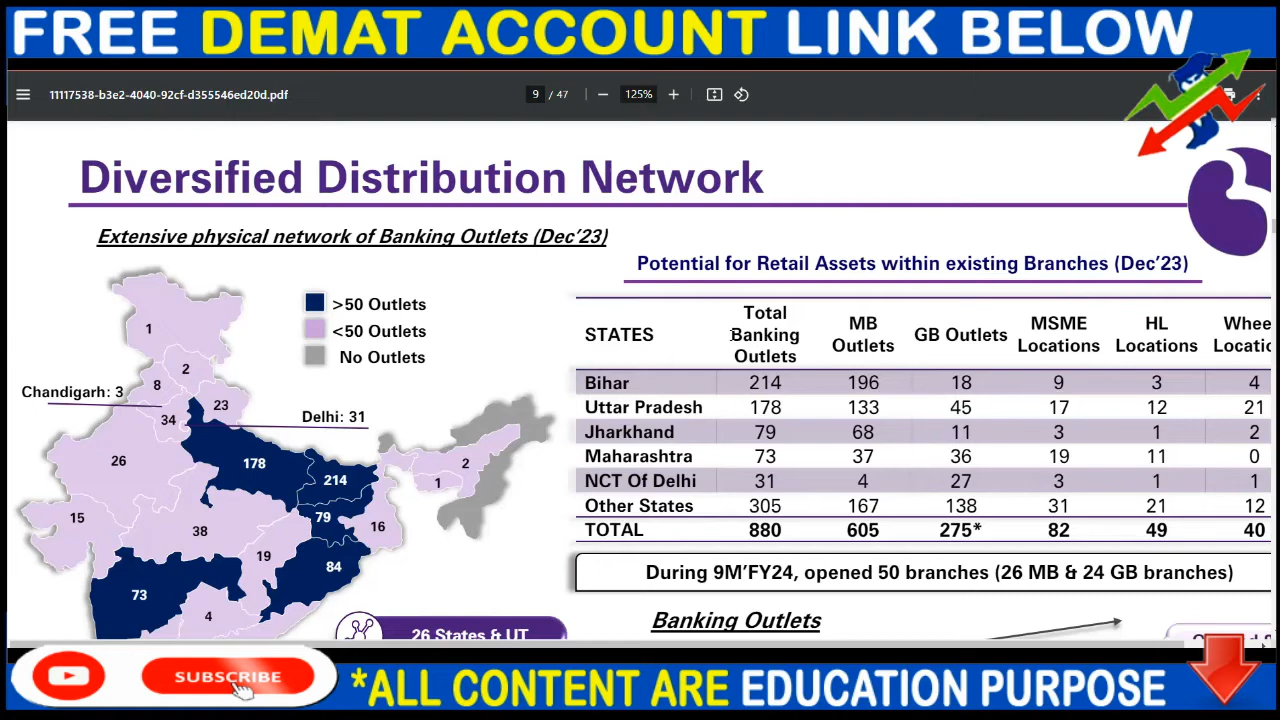 FREE DEMAT ACCOUNT LINK BELOW
11117538-b3e2-4040-92cf-d355546ed20d.pdf
9 / 47
125%
Diversified Distribution Network
Extensive physical network of Banking Outlets (Dec'23)
>50 Outlets
<50 Outlets
No Outlets
1
2
8
Chandigarh: 3
23
34
Delhi: 31
26
178
2
214
1
15
79
16
38
19
84
73
4
26 States & UT
Potential for Retail Assets within existing Branches (Dec'23)
STATES Total Banking Outlets MB Outlets GB Outlets MSME Locations HL Locations
Bihar 214 196 18 9 3 4
Uttar Pradesh 178 133 45 17 12 21
Jharkhand 79 68 11 3 1 2
Maharashtra 73 37 36 19 11 0
NCT Of Delhi 31 4 27 3 1 1
Other States 305 167 138 31 21 12
TOTAL 880 605 275* 82 49 40
During 9M'FY24, opened 50 branches (26 MB & 24 GB branches)
Banking Outlets
SUBSCRIBE
*ALL CONTENT ARE EDUCATION PURPOSE